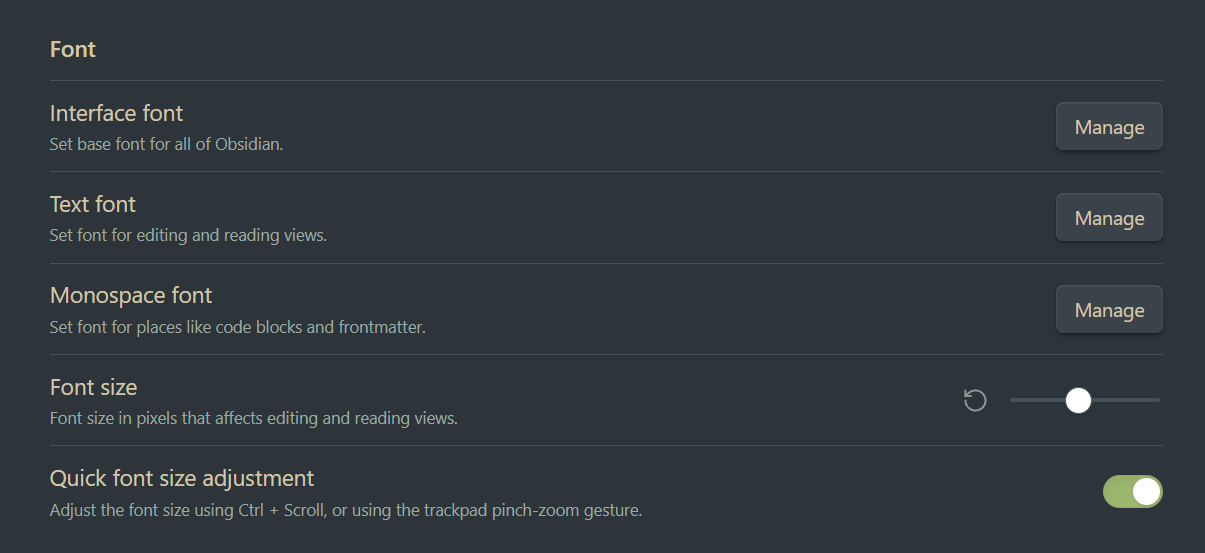 Font
Interface font
Set base font for all of Obsidian.
Manage
Text font
Set font for editing and reading views.
Manage
Monospace font
Set font for places like code blocks and frontmatter.
Manage
Font size
Font size in pixels that affects editing and reading views.
Quick font size adjustment
Adjust the font size using Ctrl + Scroll, or using the trackpad pinch-zoom gesture.